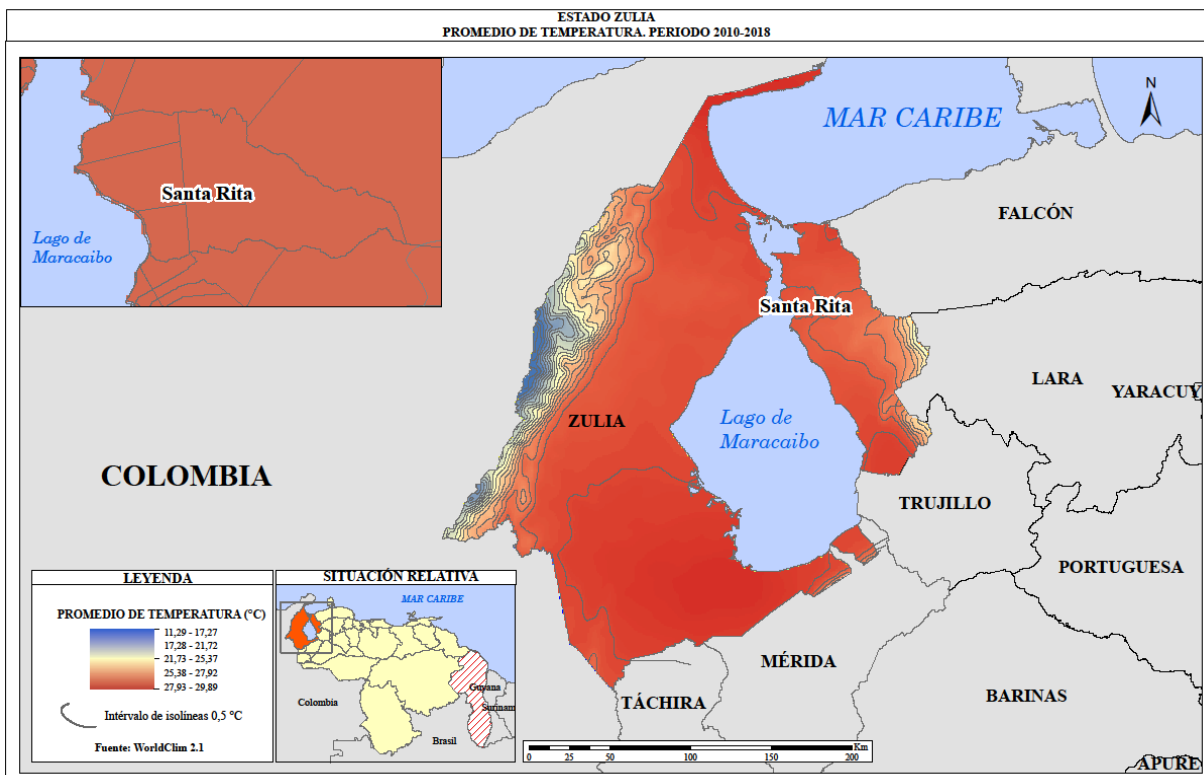 ESTADO ZULIA
PROMEDIO DE TEMPERATURA. PERIODO 2010-2018
Santa Rita
Lago de
Maracaibo
N
MAR CARIBE
FALCÓN
Santa Rita
LARA
YARACUY
ZULIA
Lago de
Maracaibo
COLOMBIA
TRUJILLO
PORTUGUESA
MÉRIDA
TÁCHIRA
BARINAS
APURE
LEYENDA
PROMEDIO DE TEMPERATURA (°C)
11,29 - 17,27
17,28 - 21,72
21,73 - 25,37
25,38 - 27,92
27,93 - 29,89
Intérvalo de isolíneas 0,5 °C
Fuente: WorldClim 2.1
SITUACIÓN RELATIVA
MAR CARIBE
Guyana
Surinam
Colombia
Brasil
Km
0 12,5 25 50 100 150 200